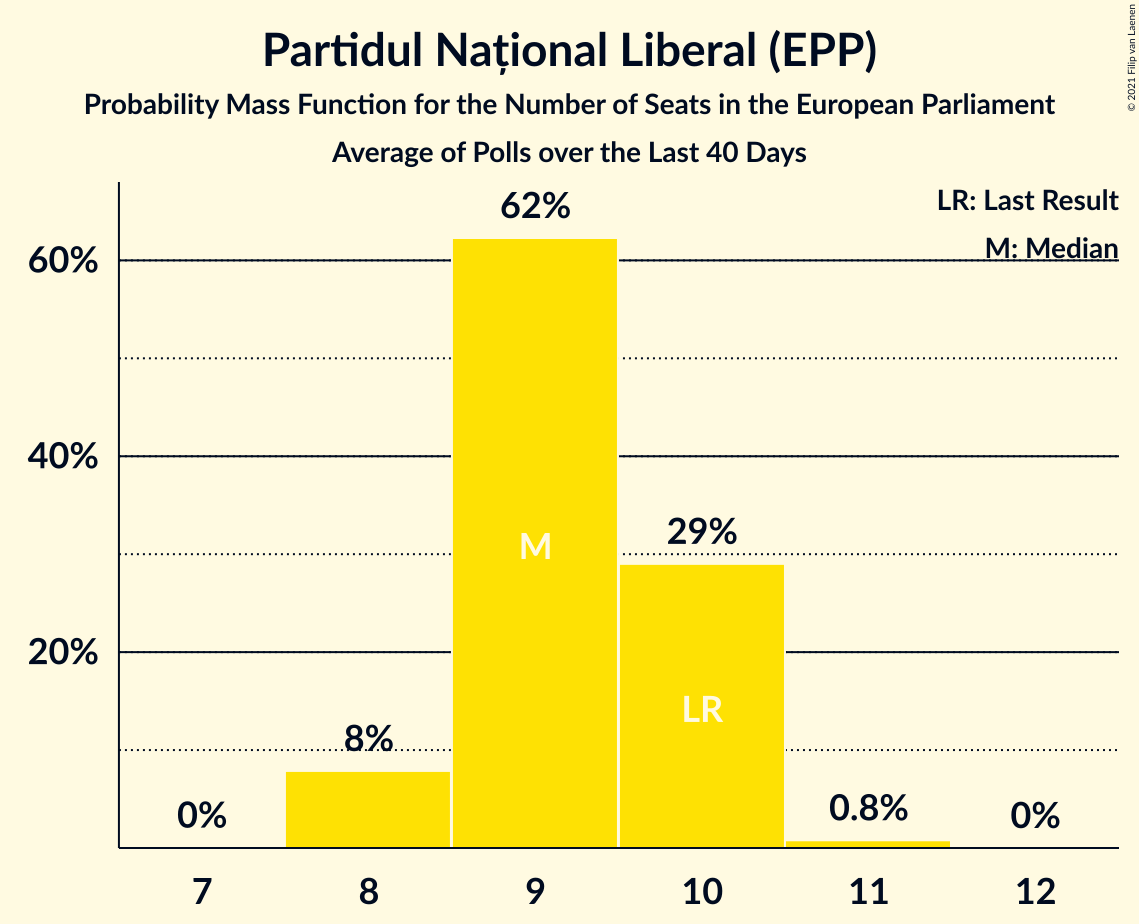 Partidul Național Liberal (EPP)
Probability Mass Function for the Number of Seats in the European Parliament
Average of Polls over the Last 40 Days
© 2021 Filip van Laenen
LR: Last Result
M: Median
62%
60%
40%
29%
M
20%
LR
8%
0%
0.8%
0%
7 8 9 10 11 12